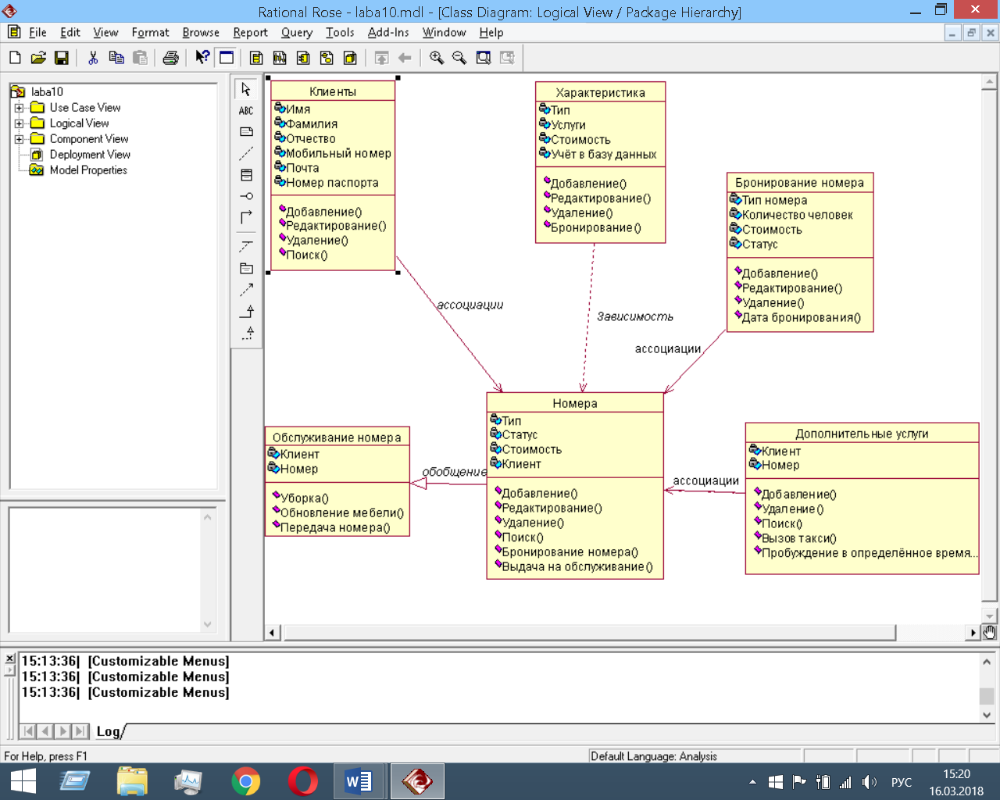 Rational Rose - laba10.mdl - [Class Diagram: Logical View / Package Hierarchy]
File Edit View Format Browse Report Query Tools Add-Ins Window Help
laba10
Use Case View
Logical View
Component View
Deployment View
Model Properties
ABC
Клиенты
Имя
Фамилия
Отчество
Мобильный номер
Почта
Номер паспорта
Добавление()
Редактирование()
Удаление()
Поиск()
Характеристика
Тип
Услуги
Стоимость
Учёт в базу данных
Добавление()
Редактирование()
Удаление()
Бронирование()
Бронирование номера
Тип номера
Количество человек
Стоимость
Статус
Добавление()
Редактирование()
Удаление()
Дата бронирования()
ассоциации
Зависимость
ассоциации
Обслуживание номера
Клиент
Номер
Уборка()
Обновление мебели()
Передача номера()
обобщение
Номера
Тип
Статус
Стоимость
Клиент
Добавление()
Редактирование()
Удаление()
Поиск()
Бронирование номера()
Выдача на обслуживание()
ассоциации
Дополнительные услуги
Клиент
Номер
Добавление()
Удаление()
Поиск()
Вызов такси()
Пробуждение в определённое время...
15:13:36| [Customizable Menus]
15:13:36| [Customizable Menus]
15:13:36| [Customizable Menus]
Log
For Help, press F1
Default Language: Analysis
РУС
15:20
16.03.2018